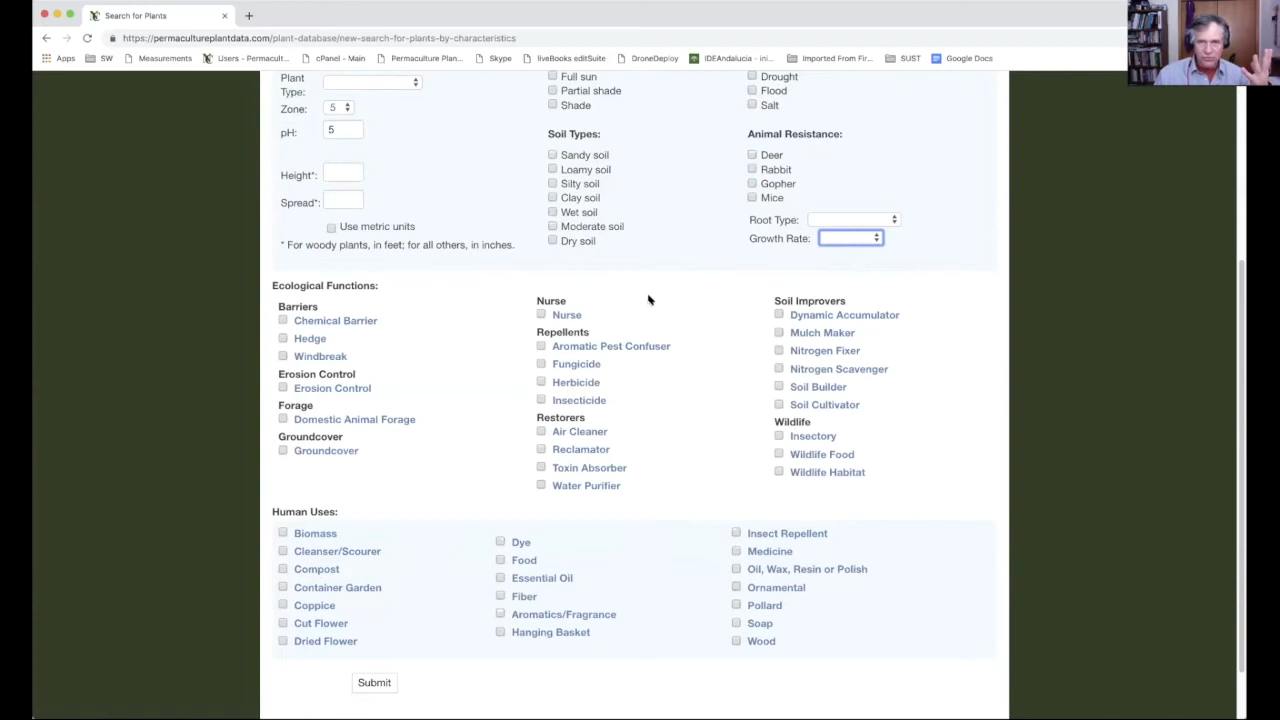 Search for Plants
https://permacultureplantdata.com/plant-database/new-search-for-plants-by-characteristics
Apps SW Measurements Users - Permacult... cPanel - Main Permaculture Plan... Skype liveBooks editSuite DroneDeploy IDEAndalucia - ini... Imported From Fir... SUST Google Docs
Plant Type:
Zone: 5
pH: 5
Height*:
Spread*:
Use metric units
* For woody plants, in feet; for all others, in inches.
Full sun
Partial shade
Shade
Soil Types:
Sandy soil
Loamy soil
Silty soil
Clay soil
Wet soil
Moderate soil
Dry soil
Drought
Flood
Salt
Animal Resistance:
Deer
Rabbit
Gopher
Mice
Root Type:
Growth Rate:
Ecological Functions:
Barriers
Chemical Barrier
Hedge
Windbreak
Erosion Control
Erosion Control
Forage
Domestic Animal Forage
Groundcover
Groundcover
Nurse
Nurse
Repellents
Aromatic Pest Confuser
Fungicide
Herbicide
Insecticide
Restorers
Air Cleaner
Reclamator
Toxin Absorber
Water Purifier
Soil Improvers
Dynamic Accumulator
Mulch Maker
Nitrogen Fixer
Nitrogen Scavenger
Soil Builder
Soil Cultivator
Wildlife
Insectory
Wildlife Food
Wildlife Habitat
Human Uses:
Biomass
Cleanser/Scourer
Compost
Container Garden
Coppice
Cut Flower
Dried Flower
Dye
Food
Essential Oil
Fiber
Aromatics/Fragrance
Hanging Basket
Insect Repellent
Medicine
Oil, Wax, Resin or Polish
Ornamental
Pollard
Soap
Wood
Submit